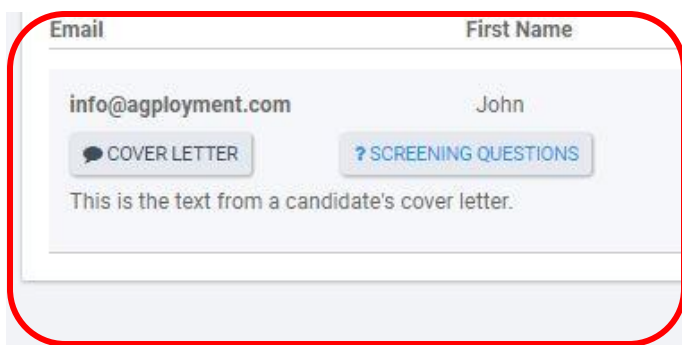 Email First Name
info@agployment.com John
COVER LETTER ? SCREENING QUESTIONS
This is the text from a candidate's cover letter.